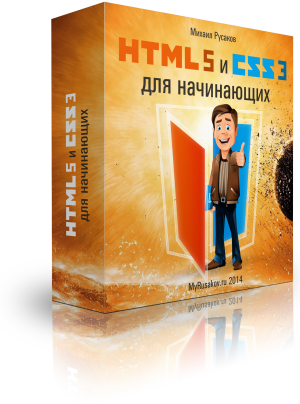 Михаил Русаков
HTML5 и CSS3
для начинающих
MyRusakov.ru 2014
HTML5 и CSS3
для начинающих